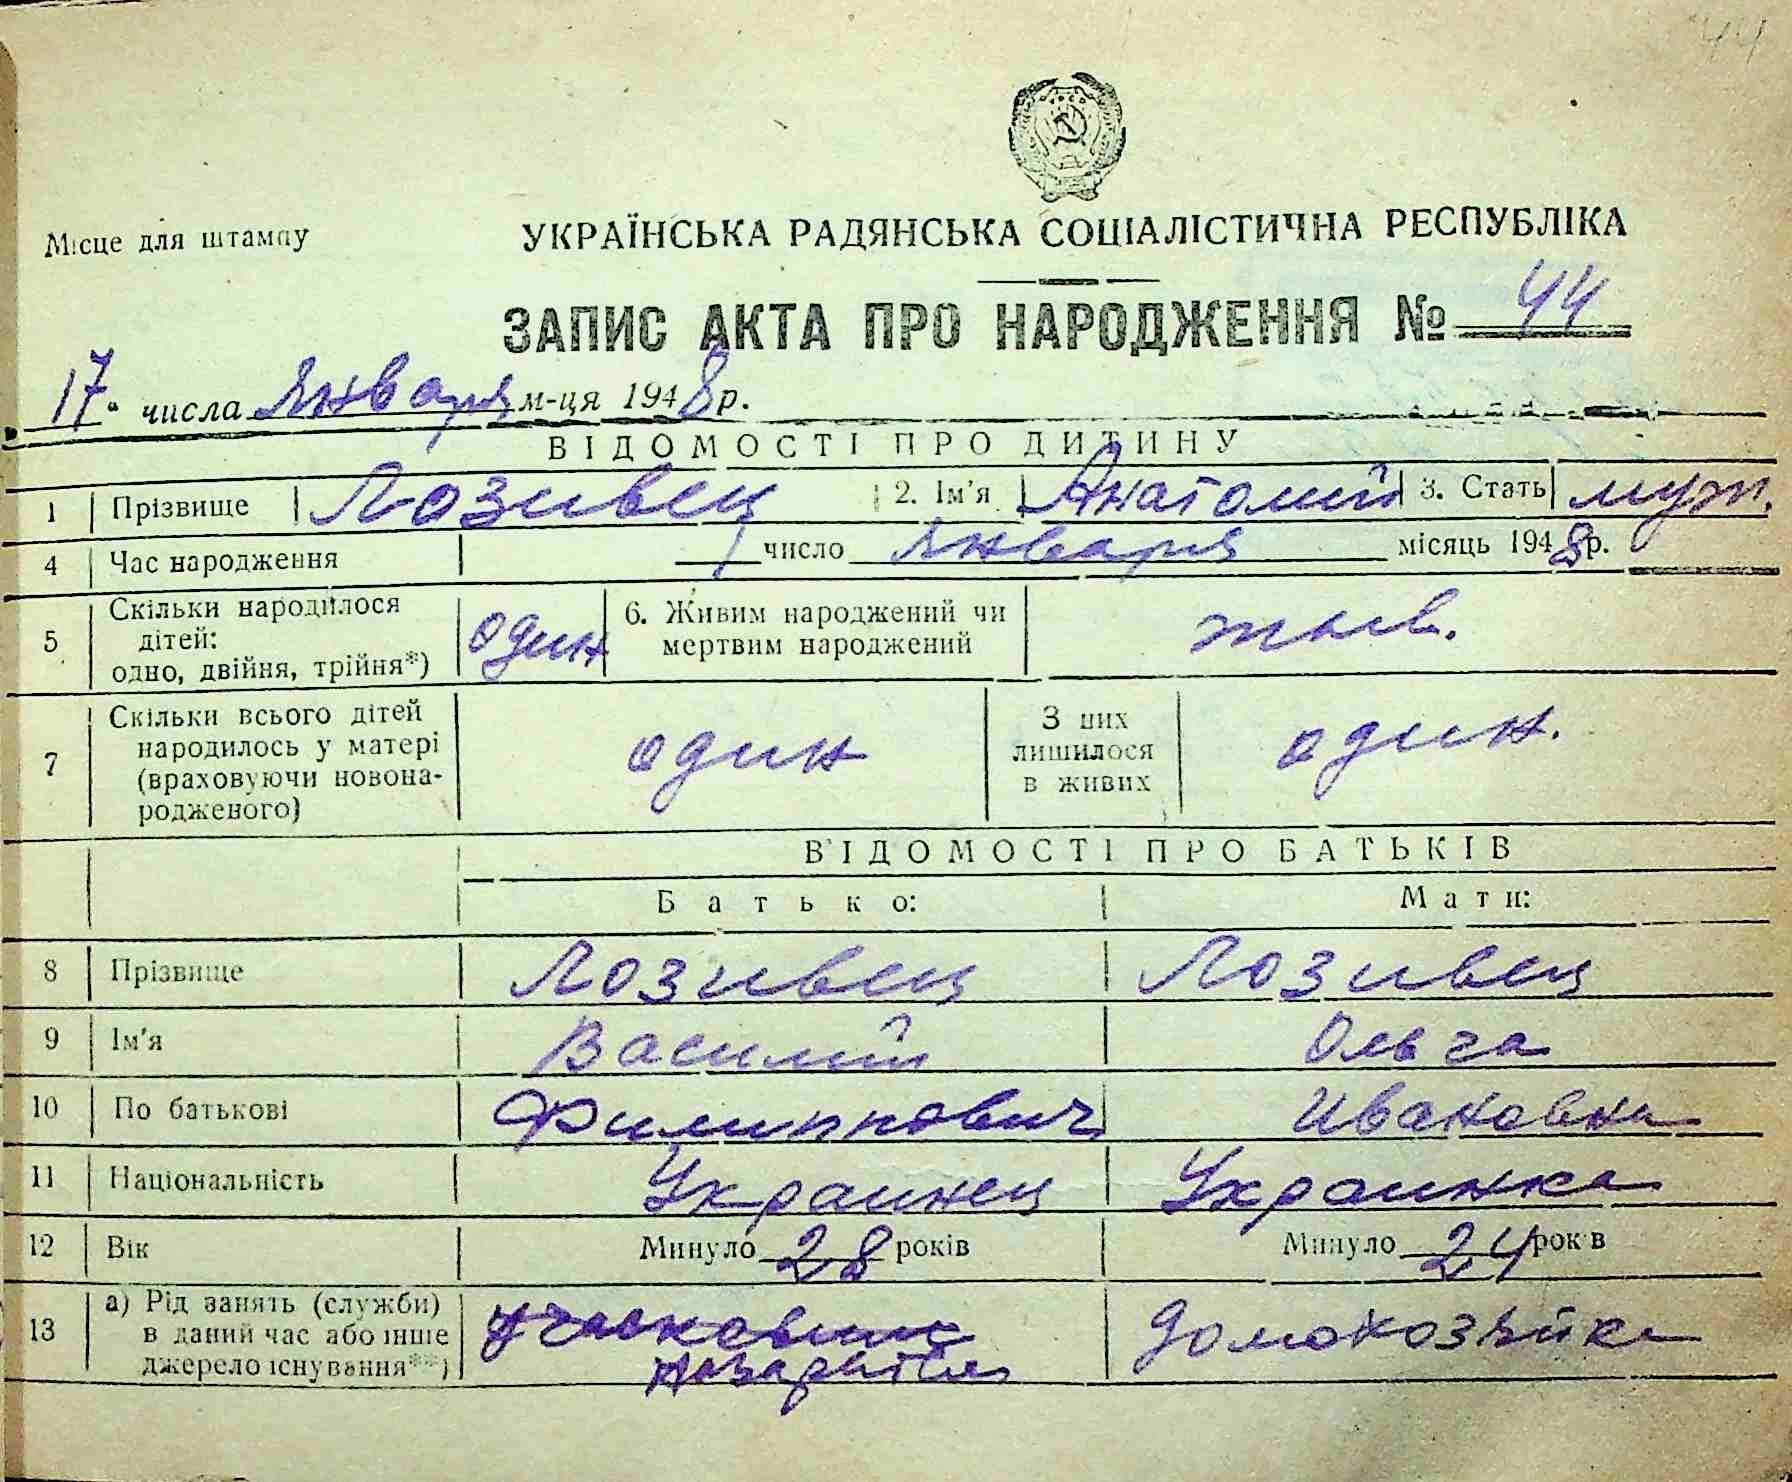 44
Місце для штампу
УКРАЇНСЬКА РАДЯНСЬКА СОЦІАЛІСТИЧНА РЕСПУБЛІКА
ЗАПИС АКТА ПРО НАРОДЖЕННЯ № 44
17" числа Января м-ця 1948 р.
ВІДОМОСТІ ПРО ДИТИНУ
1 Прізвище Лозивец 2. Ім'я Анатолий 3. Стать муж.
4 Час народження 1 число Января місяць 1948 р.
5 Скільки народилося дітей: одно, двійня, трійня*) один 6. Живим народжений чи мертвим народжений жив.
7 Скільки всього дітей народилось у матері (враховуючи новонародженого) один З них лишилося в живих один.
ВІДОМОСТІ ПРО БАТЬКІВ
Батько: Мати:
8 Прізвище Лозивец Лозивец
9 Ім'я Василий Ольга
10 По батькові Филиппович Ивановна
11 Національність Украинец Украинка
12 Вік Минуло 28 років Минуло 24 років
13 а) Рід занять (служби) в даний час або інше джерело існування**) домохозяйка